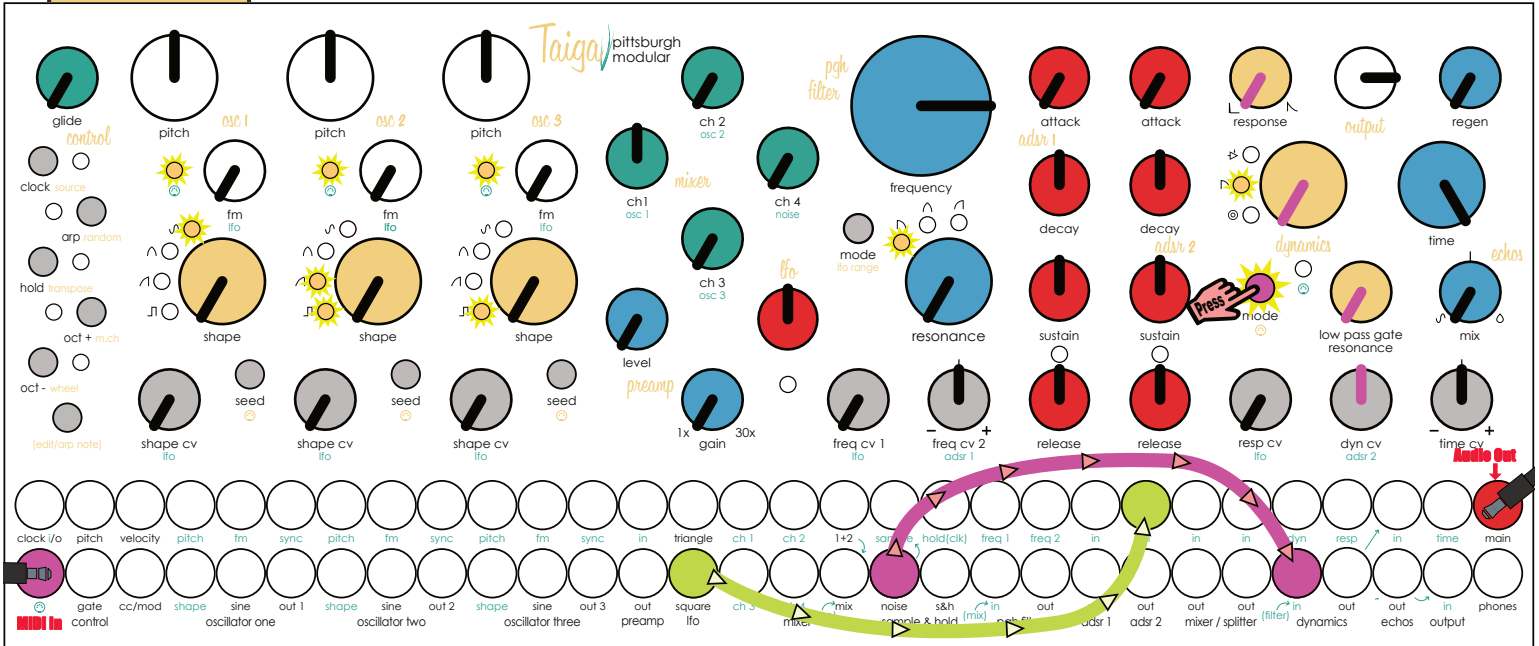 Taiga pittsburgh
modular
pgh
filter
glide
pitch
osc 1
pitch
osc 2
pitch
osc 3
ch 2
osc 2
attack
attack
response
output
regen
control
adsr 1
clock source
mixer
frequency
ch1
osc 1
ch 4
noise
fm
lfo
fm
lfo
fm
lfo
decay
decay
adsr 2
dynamics
time
echos
arp random
mode
lfo range
hold transpose
ch 3
osc 3
lfo
Press
mode
oct + m.ch
shape
shape
shape
level
resonance
sustain
sustain
low pass gate
resonance
mix
oct - wheel
preamp
seed
seed
seed
(edit/arp note)
shape cv
lfo
shape cv
lfo
shape cv
lfo
1x
30x
gain
freq cv 1
lfo
-
+
freq cv 2
adsr 1
release
release
resp cv
lfo
dyn cv
adsr 2
-
+
time cv
Audio Out
clock i/o pitch velocity pitch fm sync pitch fm sync pitch fm sync in triangle ch 1 ch 2 1+2 sample hold(clk) freq 1 freq 2 in in in dyn resp in time main
gate cc/mod shape sine out 1 shape sine out 2 shape sine out 3 out square ch 3 mix noise s&h in out out out out in out out in phones
MIDI In control oscillator one oscillator two oscillator three preamp lfo mixer sample & hold (mix) pgh adsr 1 adsr 2 mixer / splitter (filter) dynamics echos output